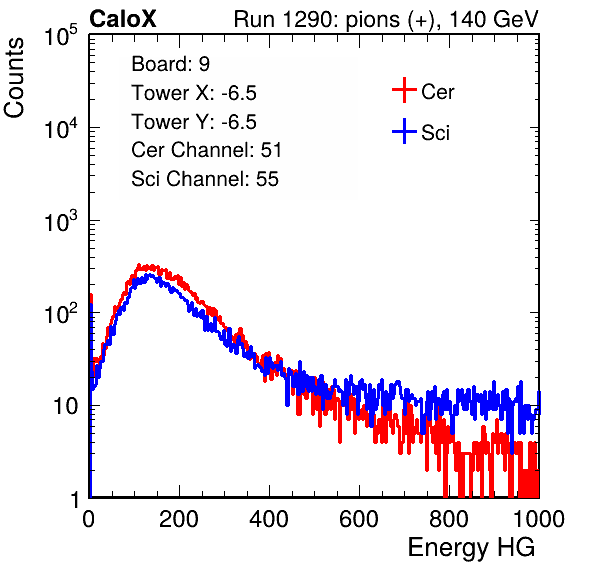 CaloX Run 1290: pions (+), 140 GeV
Counts
Board: 9
Tower X: -6.5
Tower Y: -6.5
Cer Channel: 51
Sci Channel: 55
Cer
Sci
10^5
10^4
10^3
10^2
10
1
0 200 400 600 800 1000
Energy HG